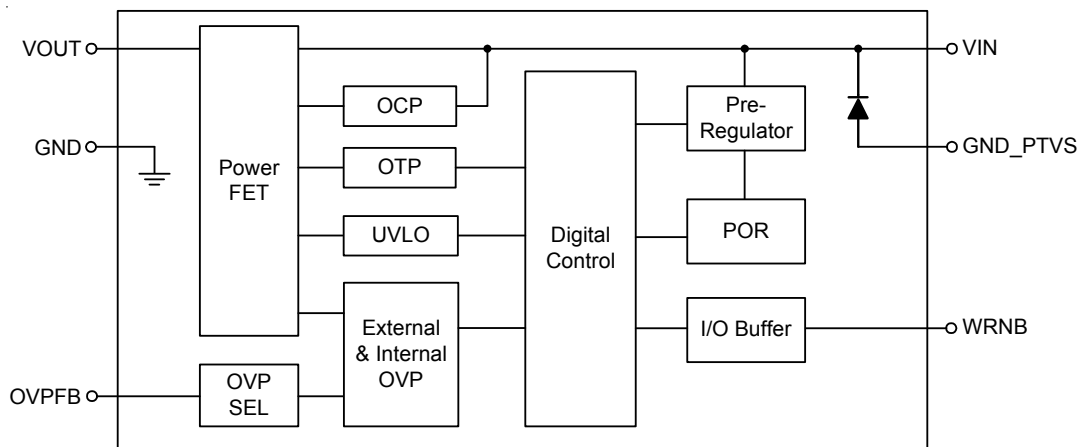 VOUT
VIN
OCP
Pre-
Regulator
GND
GND_PTVS
Power
FET
OTP
UVLO
Digital
Control
POR
External
& Internal
OVP
I/O Buffer
WRNB
OVPFB
OVP
SEL